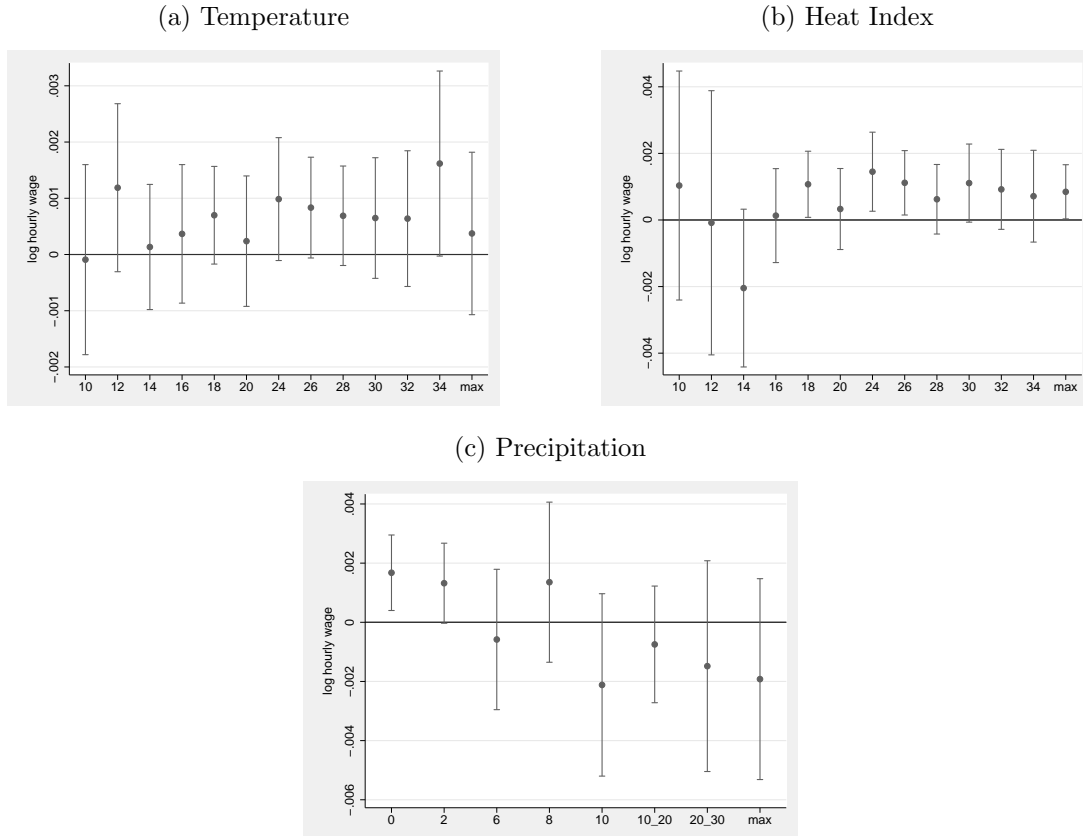 (a) Temperature
log hourly wage
.003
.002
.001
0
-.001
-.002
10 12 14 16 18 20 24 26 28 30 32 34 max
(b) Heat Index
log hourly wage
.004
.002
0
-.002
-.004
10 12 14 16 18 20 24 26 28 30 32 34 max
(c) Precipitation
log hourly wage
.004
.002
0
-.002
-.004
-.006
0 2 6 8 10 10_20 20_30 max